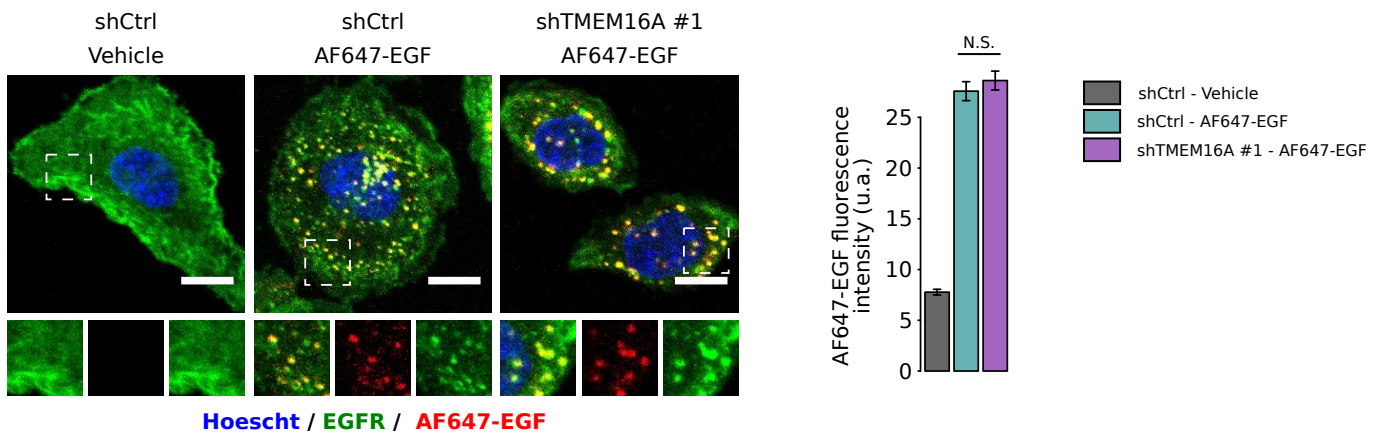 shCtrl
Vehicle
shCtrl
AF647-EGF
shTMEM16A #1
AF647-EGF
Hoescht / EGFR / AF647-EGF
AF647-EGF fluorescence
intensity (u.a.)
25
20
15
10
5
0
N.S.
shCtrl - Vehicle
shCtrl - AF647-EGF
shTMEM16A #1 - AF647-EGF